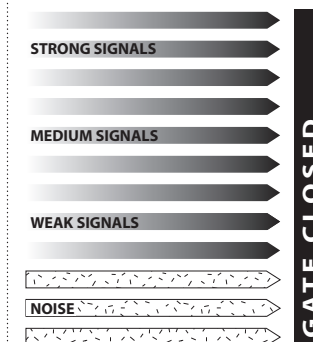 STRONG SIGNALS
MEDIUM SIGNALS
WEAK SIGNALS
NOISE
GATE CLOSED